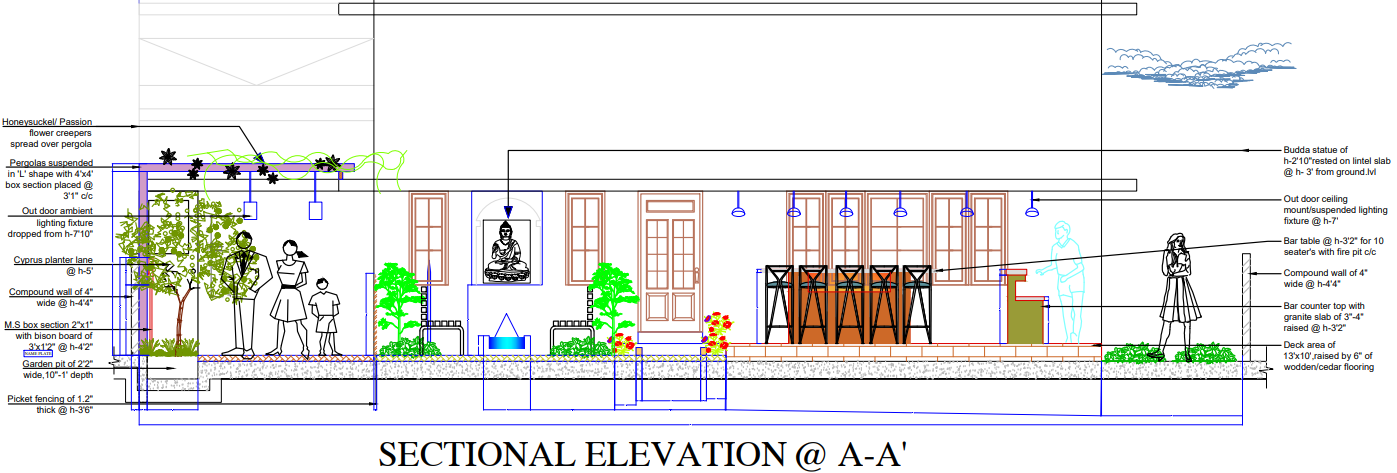 Honeysuckel/ Passion
flower creepers
spread over pergola
Pergolas suspended
in 'L' shape with 4'x4'
box section placed @
3'1" c/c
Out door ambient
lighting fixture
dropped from h-7'10"
Cyprus planter lane
@ h-5'
Compound wall of 4"
wide @ h-4'4"
M.S box section 2"x1"
with bison board of
3'x1'2" @ h-4'2"
NAME PLATE
Garden pit of 2'2"
wide,10"-1' depth
Picket fencing of 1.2"
thick @ h-3'6"
Budda statue of
h-2'10"rested on lintel slab
@ h- 3' from ground.lvl
Out door ceiling
mount/suspended lighting
fixture @ h-7'
Bar table @ h-3'2" for 10
seater's with fire pit c/c
Compound wall of 4"
wide @ h-4'4"
Bar counter top with
granite slab of 3"-4"
raised @ h-3'2"
Deck area of
13'x10',raised by 6" of
wodden/cedar flooring
SECTIONAL ELEVATION @ A-A'